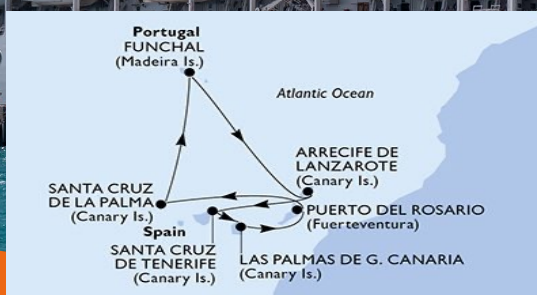 Portugal
FUNCHAL
(Madeira Is.)
Atlantic Ocean
ARRECIFE DE
LANZAROTE
(Canary Is.)
SANTA CRUZ
DE LA PALMA
(Canary Is.)
PUERTO DEL ROSARIO
(Fuerteventura)
Spain
SANTA CRUZ
DE TENERIFE
(Canary Is.)
LAS PALMAS DE G. CANARIA
(Canary Is.)